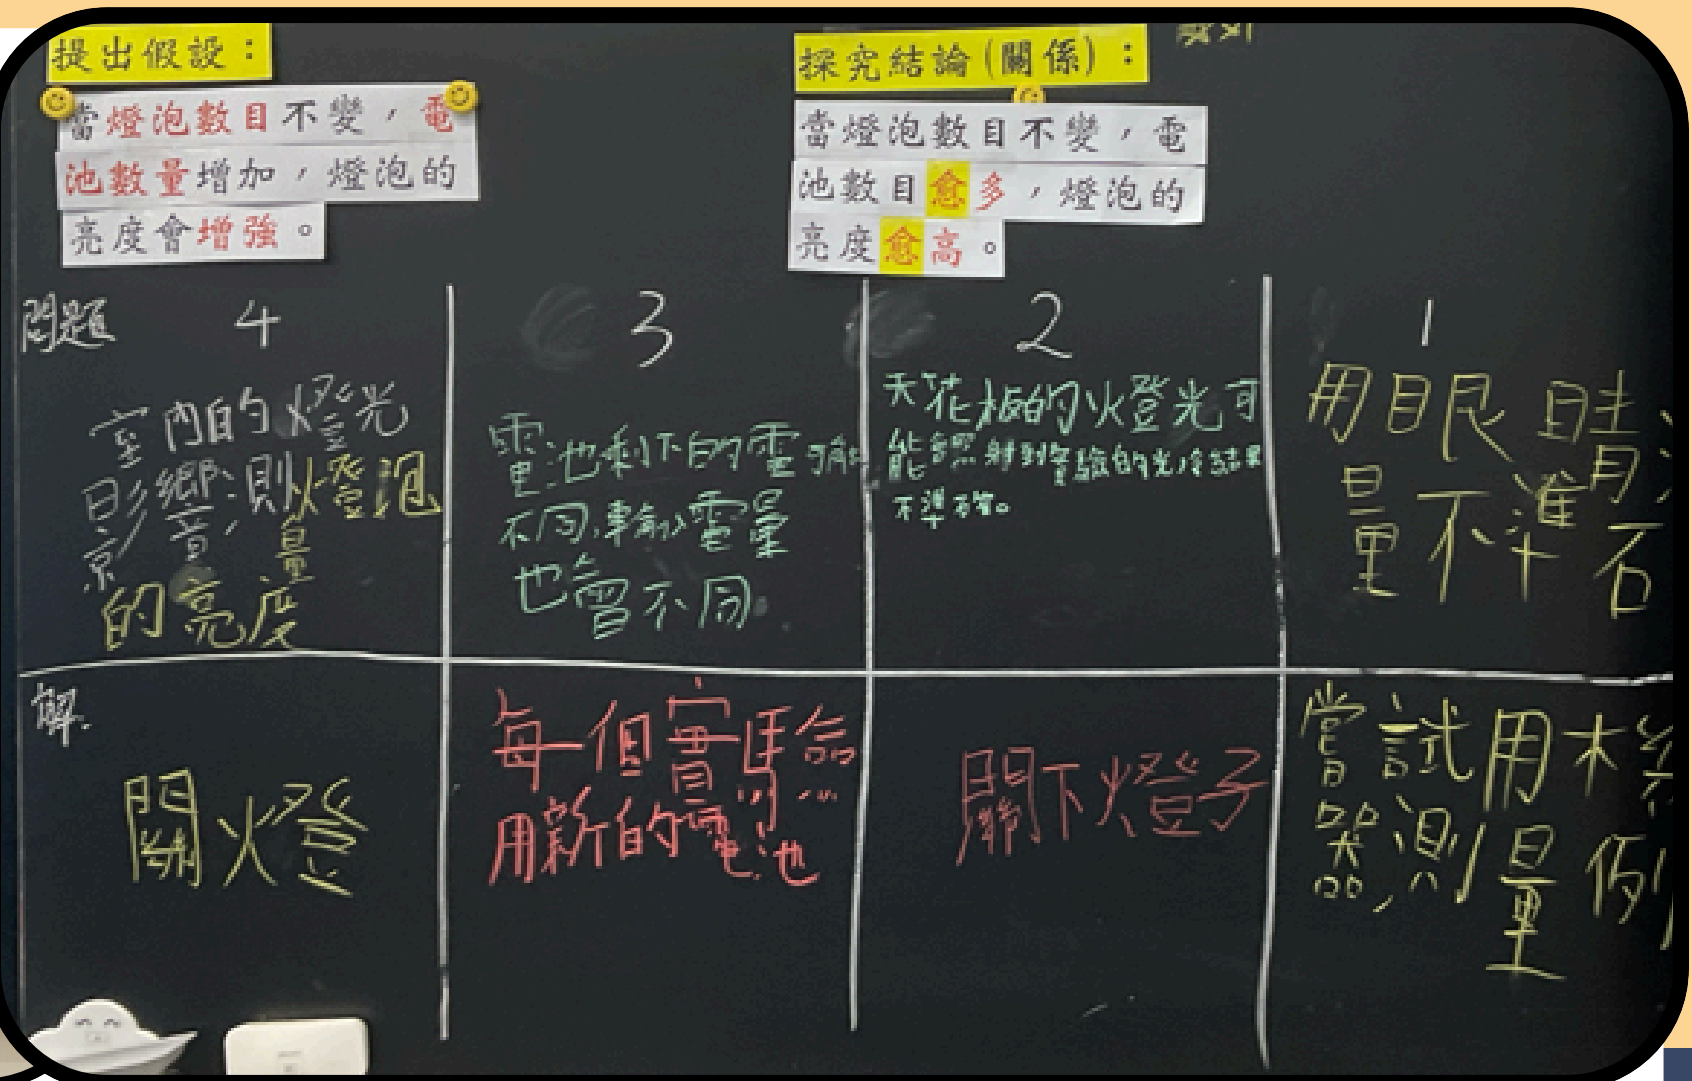 提出假設：
當燈泡數目不變，電
池數量增加，燈泡的
亮度會增強。
探究結論(關係)：
當燈泡數目不變，電
池數目愈多，燈泡的
亮度愈高。
問題
4
室內的燈光
影響測燈泡
量
的亮度
3
電池剩下的電
不同,輸入電量
也會不同。
2
天花板的燈光可
能會照射到實驗的光
不準確。
1
用眼睛
量不準
解.
關燈
每一個實驗
用新的電池
關下燈子
嘗試用機
器,測量
例